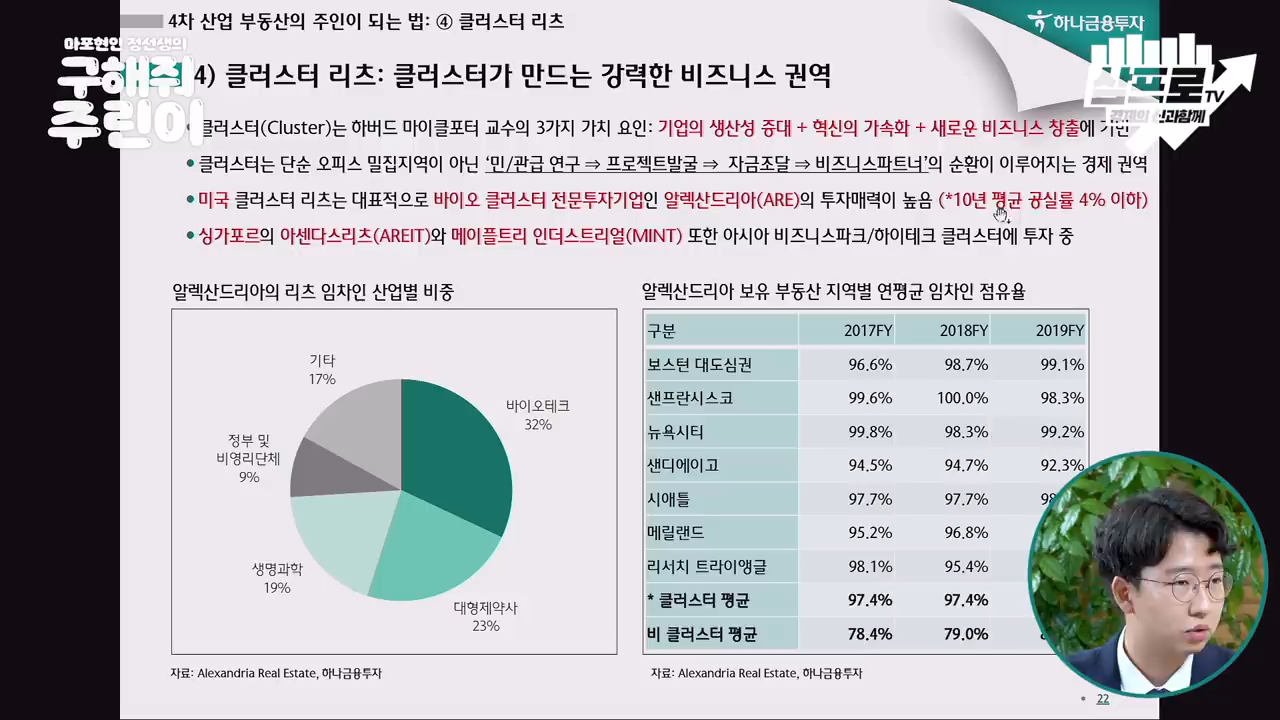 4차 산업 부동산의 주인이 되는 법: ④ 클러스터 리츠
하나금융투자
마포현인 정선생의
구해줘
주린이
삼프로TV
경제의 신과함께
4) 클러스터 리츠: 클러스터가 만드는 강력한 비즈니스 권역
클러스터(Cluster)는 하버드 마이클포터 교수의 3가지 가치 요인: 기업의 생산성 증대 + 혁신의 가속화 + 새로운 비즈니스 창출에 기반
• 클러스터는 단순 오피스 밀집지역이 아닌 ‘민/관급 연구 ⇒ 프로젝트발굴 ⇒ 자금조달 ⇒ 비즈니스파트너’의 순환이 이루어지는 경제 권역
• 미국 클러스터 리츠는 대표적으로 바이오 클러스터 전문투자기업인 알렉산드리아(ARE)의 투자매력이 높음 (*10년 평균 공실률 4% 이하)
• 싱가포르의 아센다스리츠(AREIT)와 메이플트리 인더스트리얼(MINT) 또한 아시아 비즈니스파크/하이테크 클러스터에 투자 중
알렉산드리아의 리츠 임차인 산업별 비중
기타
17%
바이오테크
32%
정부 및
비영리단체
9%
생명과학
19%
대형제약사
23%
자료: Alexandria Real Estate, 하나금융투자
알렉산드리아 보유 부동산 지역별 연평균 임차인 점유율
구분 2017FY 2018FY 2019FY
보스턴 대도심권 96.6% 98.7% 99.1%
샌프란시스코 99.6% 100.0% 98.3%
뉴욕시티 99.8% 98.3% 99.2%
샌디에이고 94.5% 94.7% 92.3%
시애틀 97.7% 97.7%
메릴랜드 95.2% 96.8%
리서치 트라이앵글 98.1% 95.4%
* 클러스터 평균 97.4% 97.4%
비 클러스터 평균 78.4% 79.0%
자료: Alexandria Real Estate, 하나금융투자
22